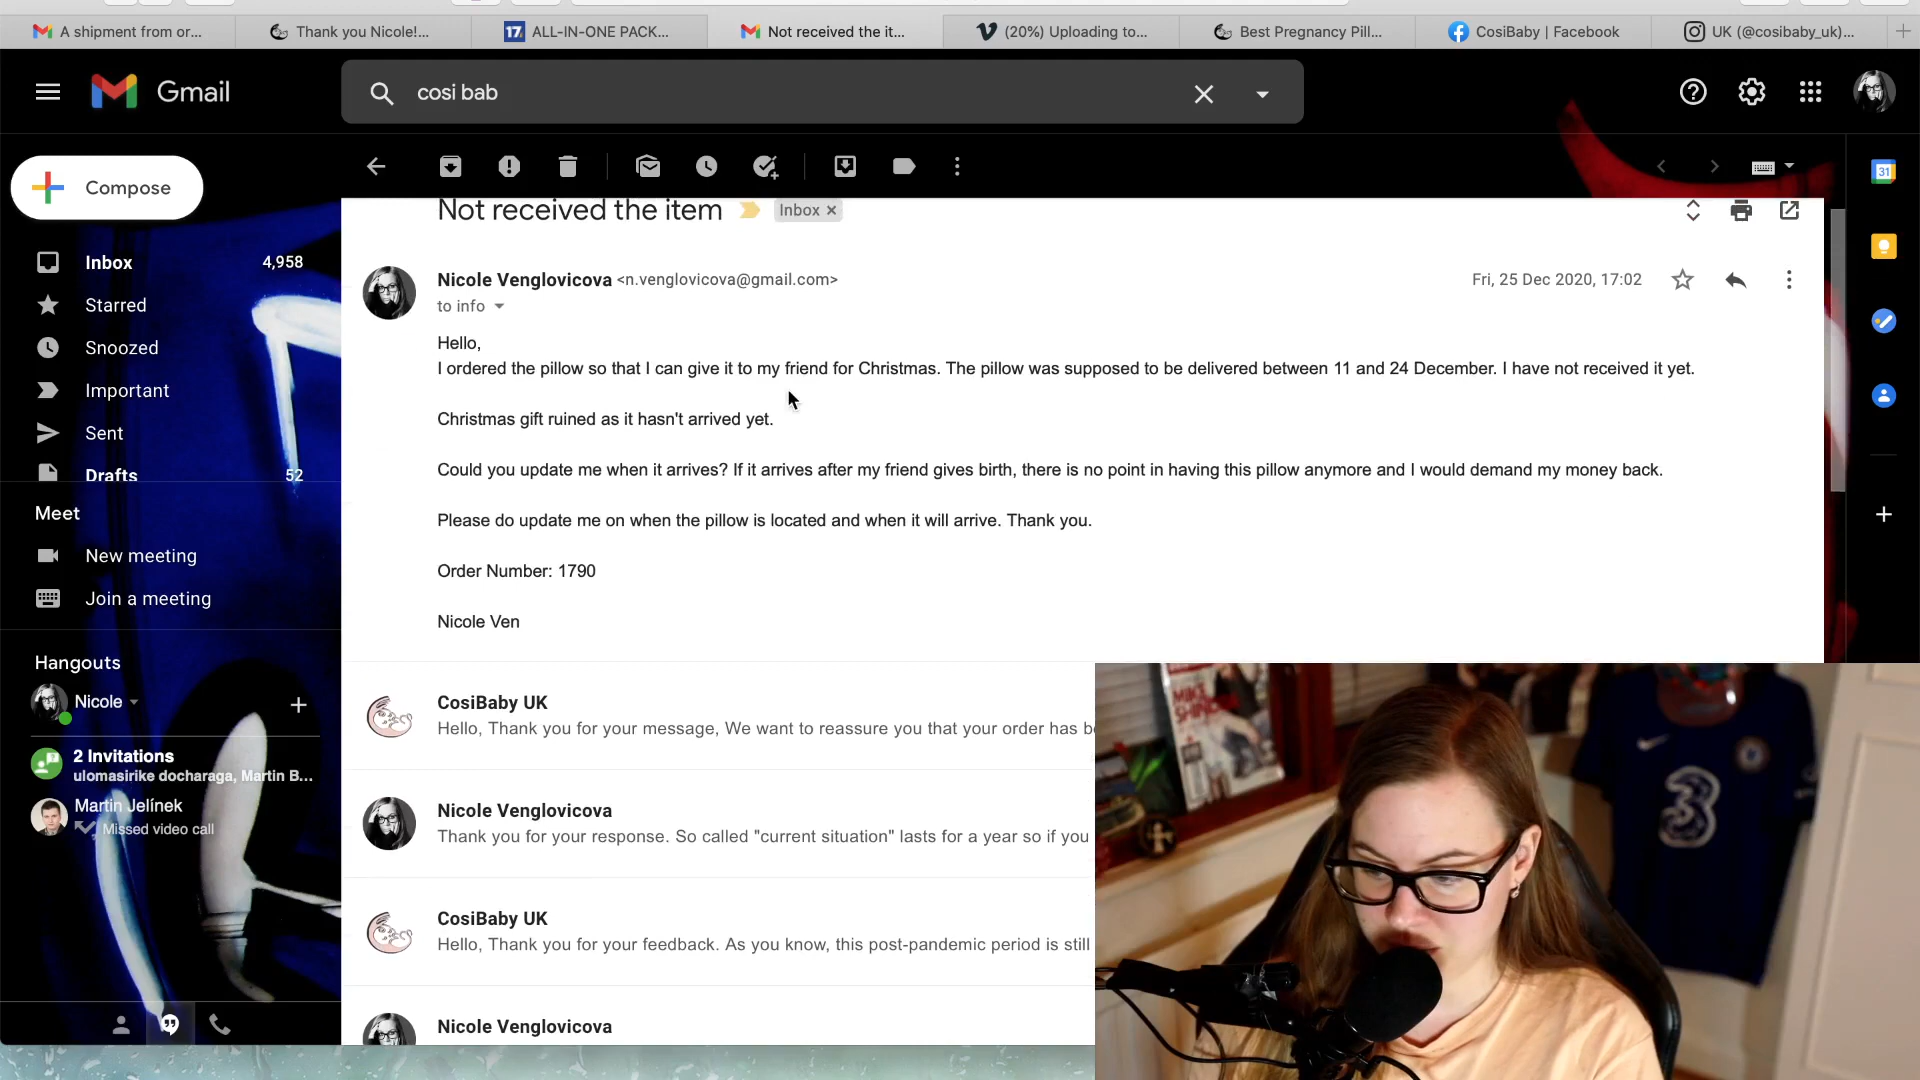 A shipment from or...
Thank you Nicole!...
17 ALL-IN-ONE PACK...
Not received the it...
(20%) Uploading to...
Best Pregnancy Pill...
CosiBaby | Facebook
UK (@cosibaby_uk)...
Gmail
cosi bab
Compose
31
Not received the item
Inbox ×
Inbox 4,958
Nicole Venglovicova <n.venglovicova@gmail.com>
Fri, 25 Dec 2020, 17:02
to info
Starred
Hello,
Snoozed
I ordered the pillow so that I can give it to my friend for Christmas. The pillow was supposed to be delivered between 11 and 24 December. I have not received it yet.
Important
Christmas gift ruined as it hasn't arrived yet.
Sent
Could you update me when it arrives? If it arrives after my friend gives birth, there is no point in having this pillow anymore and I would demand my money back.
Drafts 52
Meet
Please do update me on when the pillow is located and when it will arrive. Thank you.
New meeting
Order Number: 1790
Join a meeting
Nicole Ven
Hangouts
Nicole
CosiBaby UK
Hello, Thank you for your message, We want to reassure you that your order has b
2 Invitations
ulomasirike docharaga, Martin B...
Martin Jelínek
Missed video call
Nicole Venglovicova
Thank you for your response. So called "current situation" lasts for a year so if you
CosiBaby UK
Hello, Thank you for your feedback. As you know, this post-pandemic period is still
Nicole Venglovicova
3